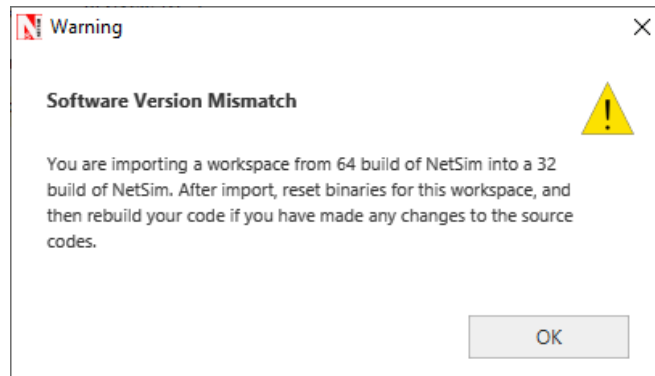 Warning
Software Version Mismatch
You are importing a workspace from 64 build of NetSim into a 32
build of NetSim. After import, reset binaries for this workspace, and
then rebuild your code if you have made any changes to the source
codes.
OK